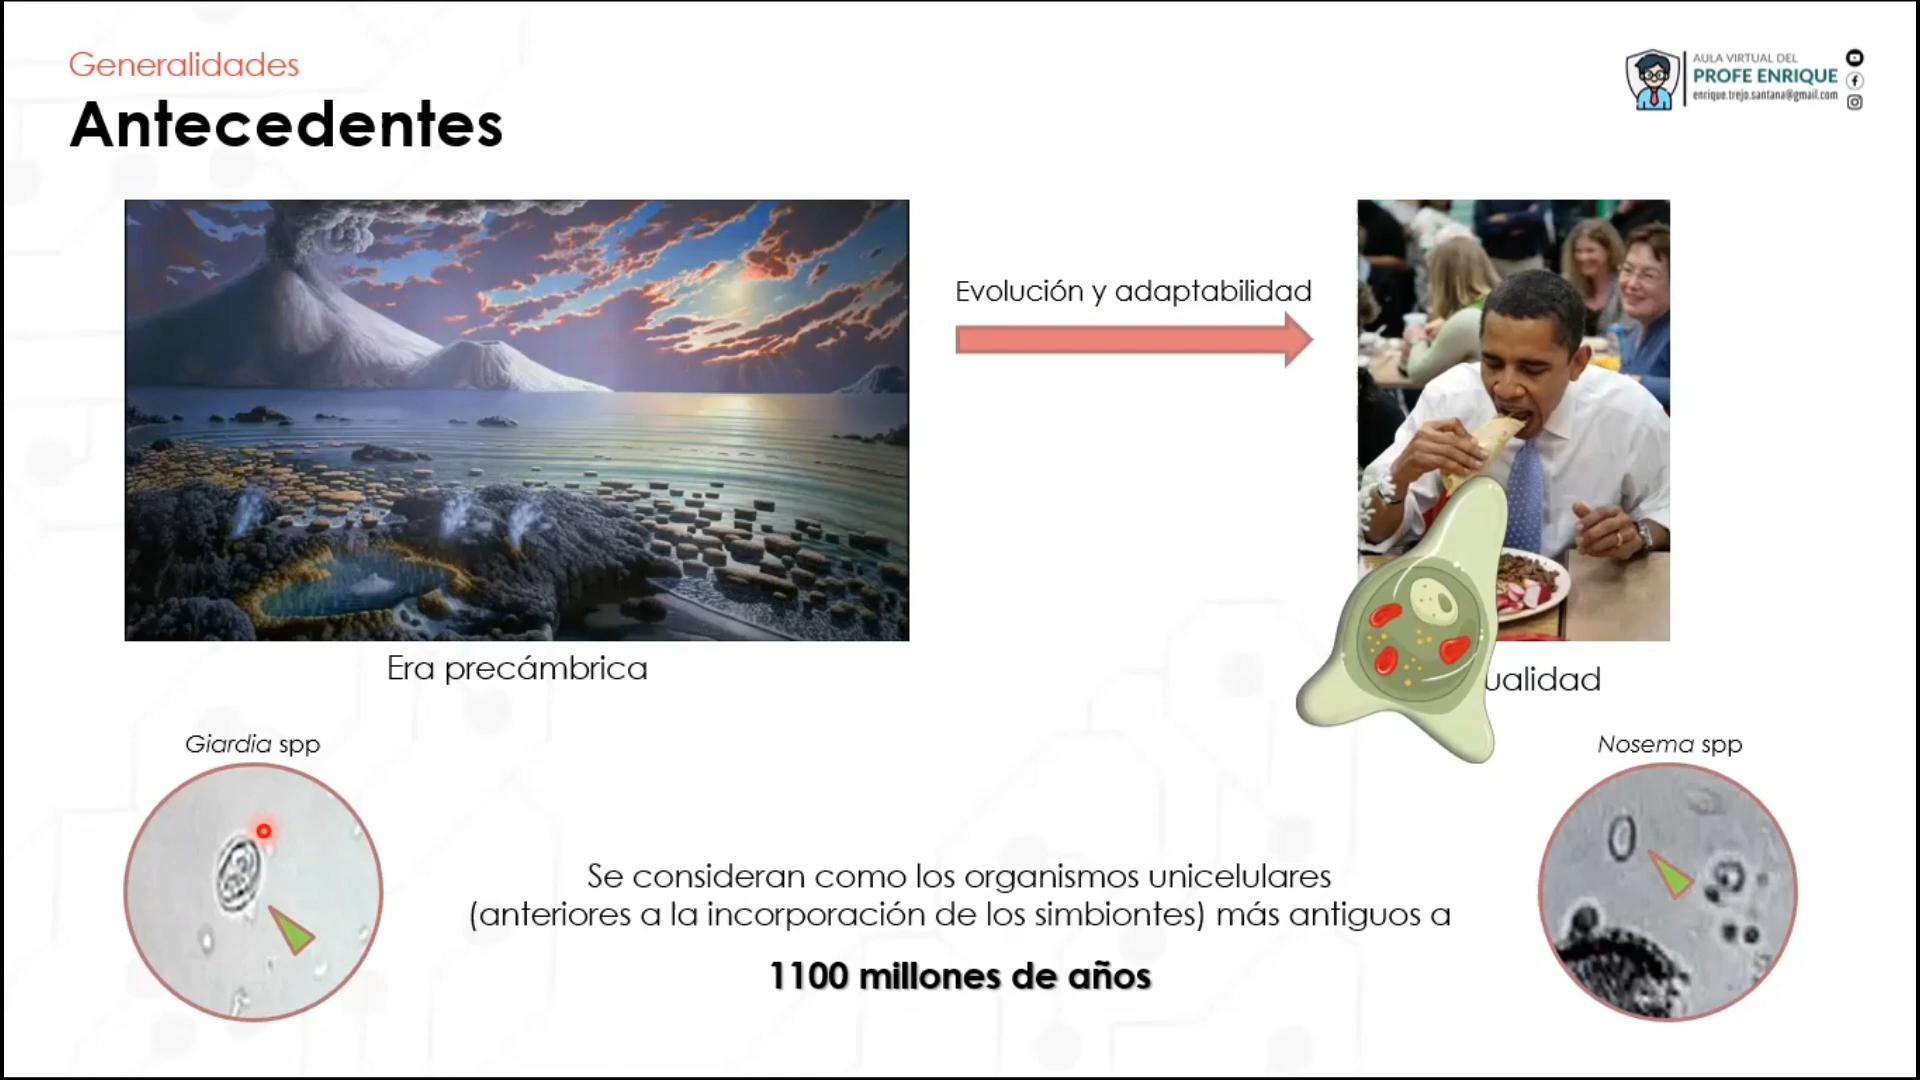 Generalidades
Antecedentes
AULA VIRTUAL DEL
PROFE ENRIQUE
enrique.trejo.santana@gmail.com
Evolución y adaptabilidad
Era precámbrica
ualidad
Giardia spp
Nosema spp
Se consideran como los organismos unicelulares
(anteriores a la incorporación de los simbiontes) más antiguos a
1100 millones de años